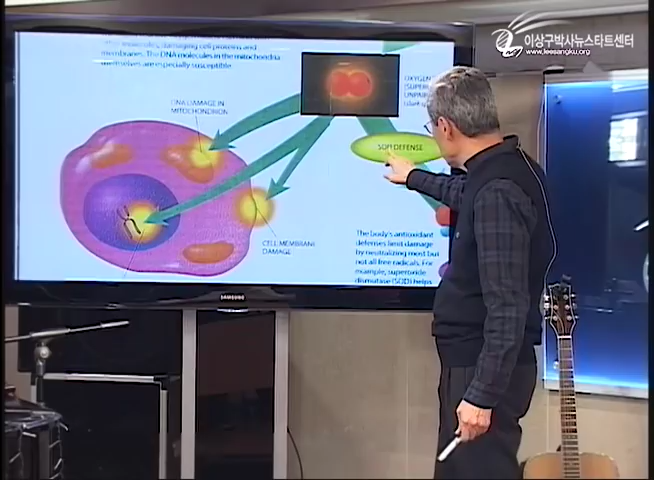 이상구박사뉴스타트센터
www.leesangku.org
molecules, damaging cell proteins and
membranes. The DNA molecules in the mitochondria
themselves are especially susceptible.
DNA DAMAGE IN
MITOCHONDRION
OXYGEN
UNPAI
SOD DEFENSE
CELL MEMBRANE
DAMAGE
The body's antioxidant
defenses limit damage
by neutralizing most but
not all free radicals. For
example, superoxide
dismutase (SOD) helps
SAMSUNG